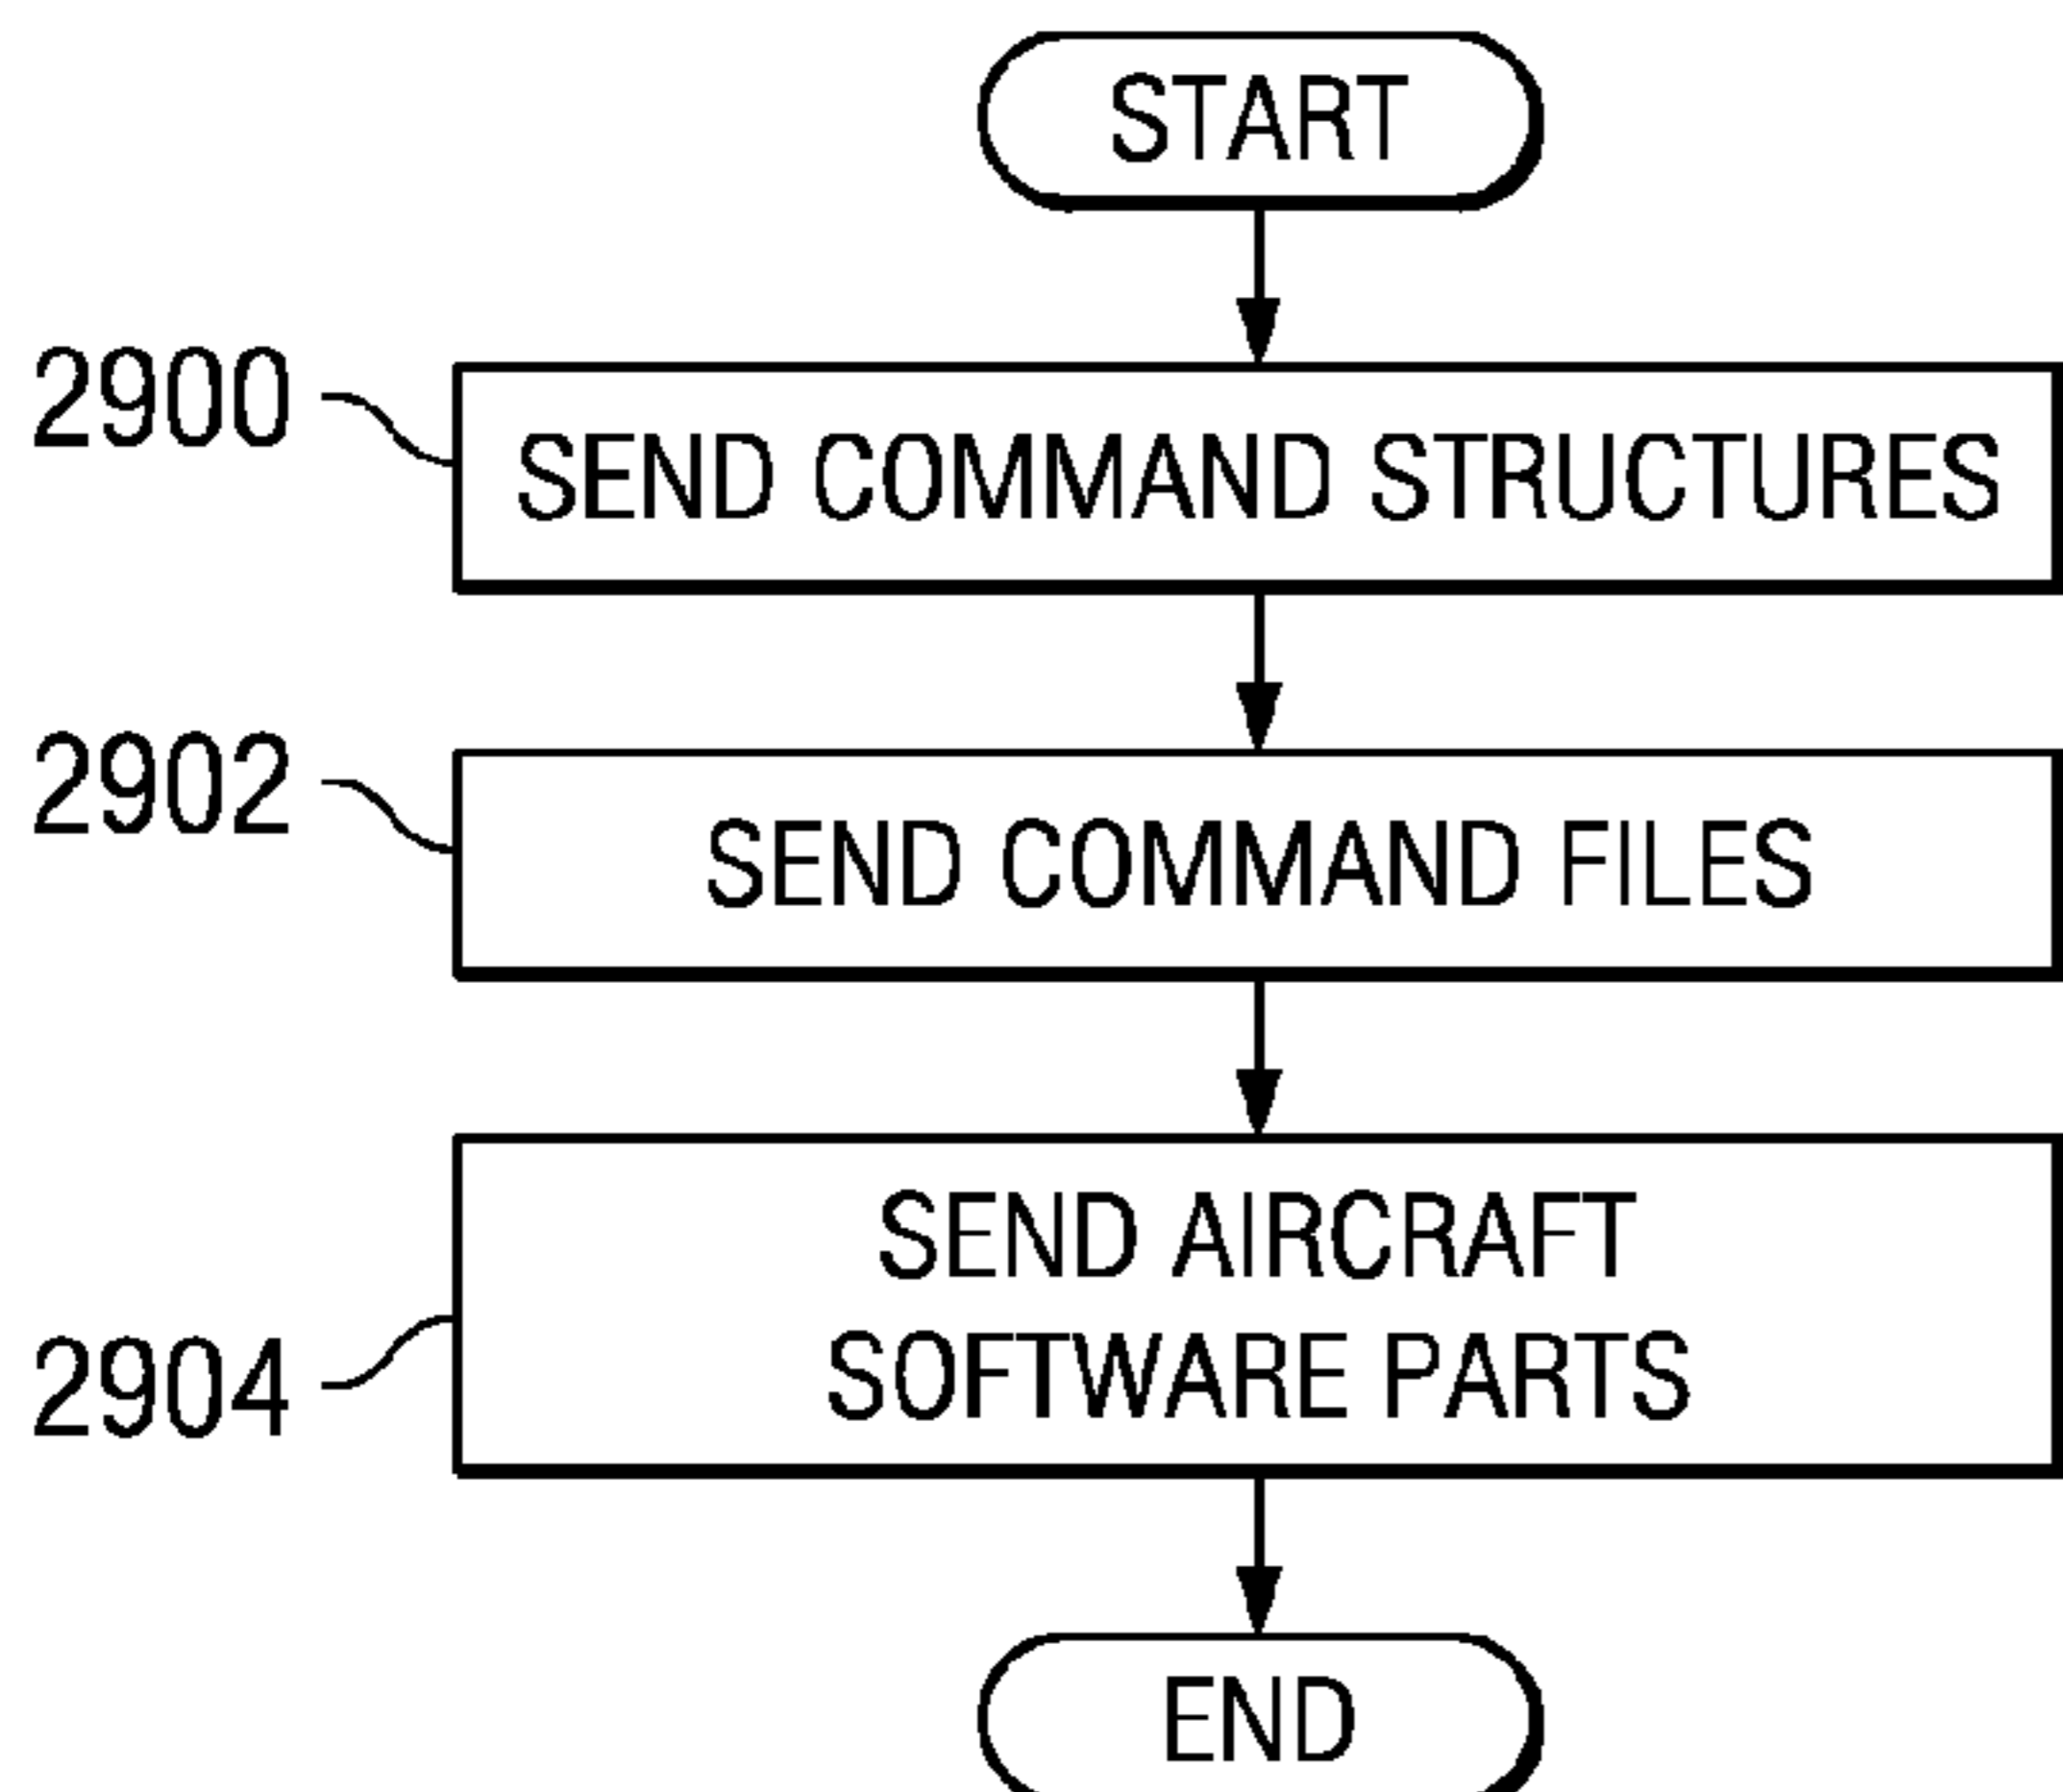 START
2900
SEND COMMAND STRUCTURES
2902
SEND COMMAND FILES
SEND AIRCRAFT
SOFTWARE PARTS
2904
END